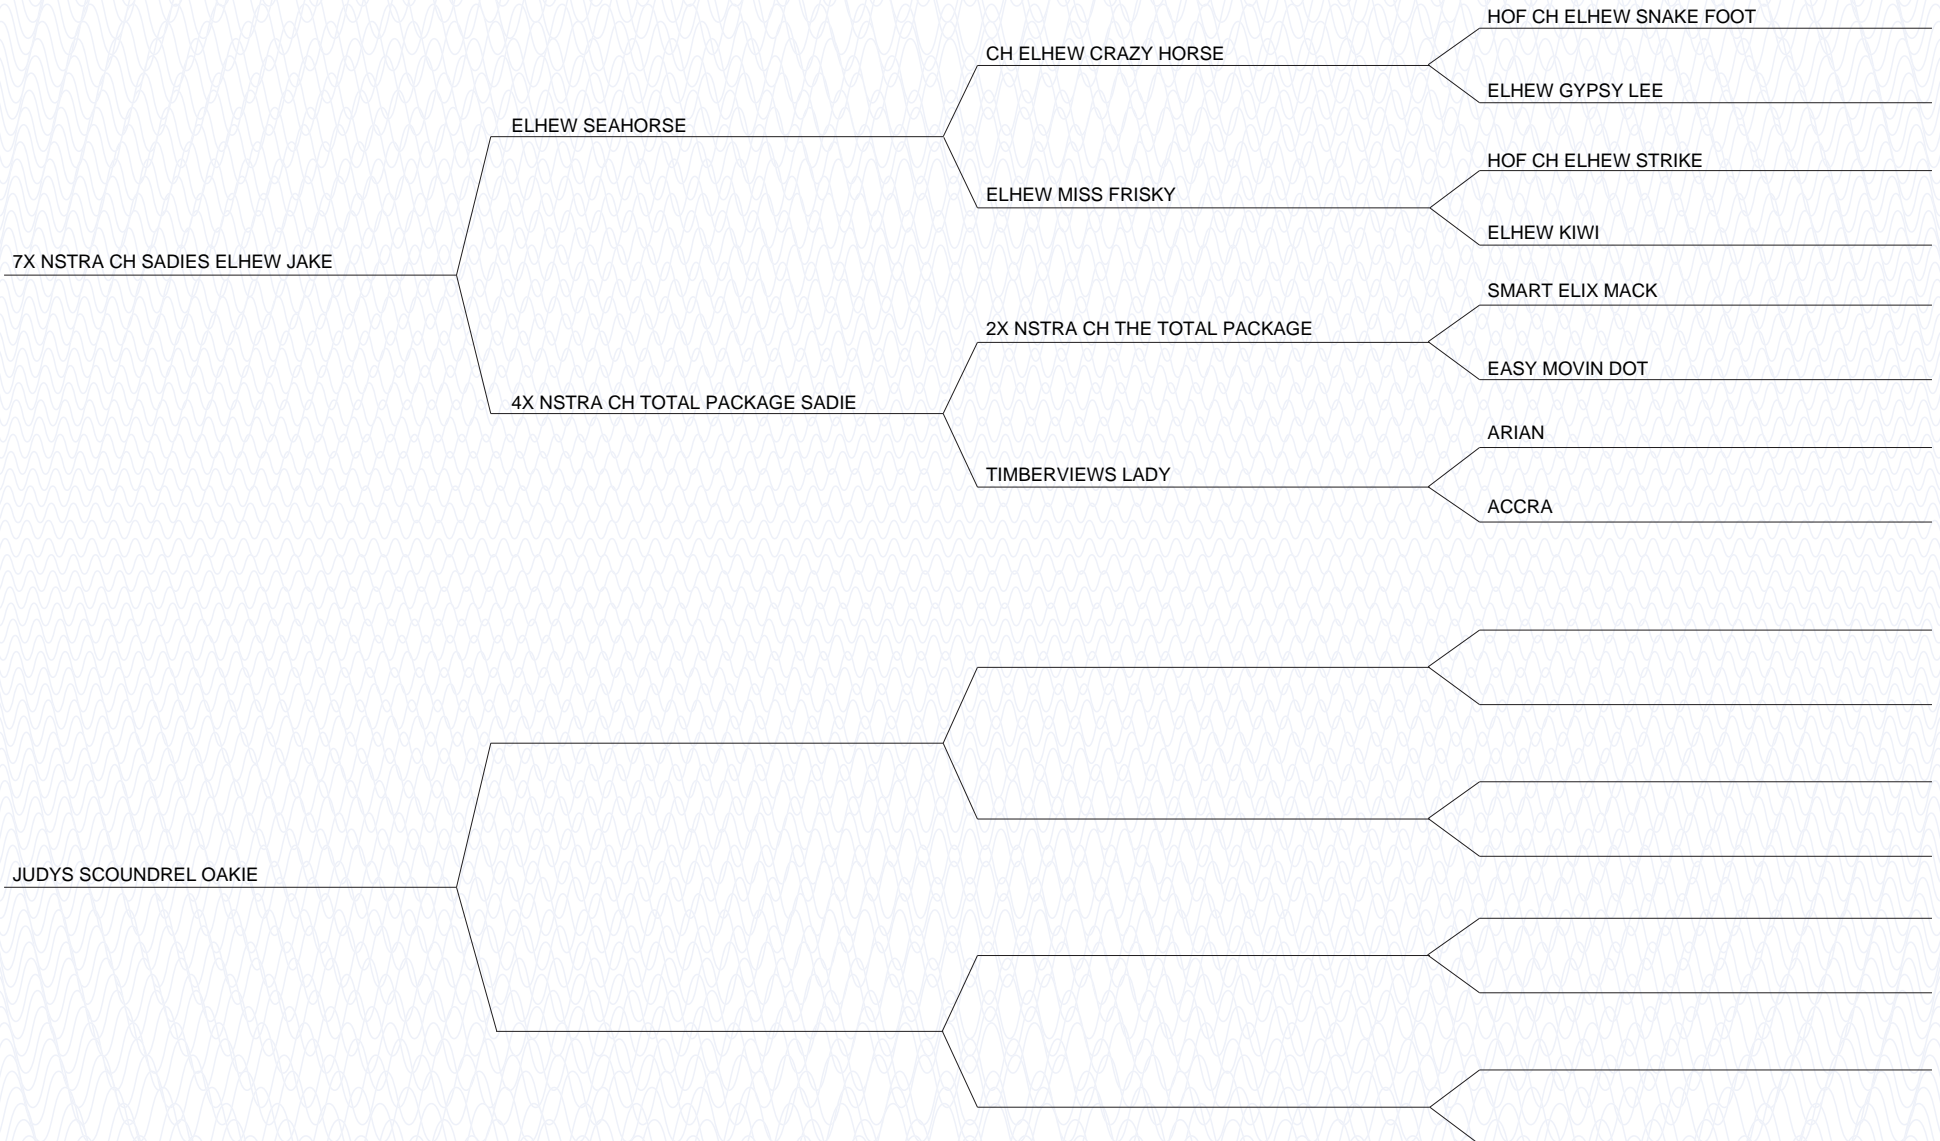 HOF CH ELHEW SNAKE FOOT
CH ELHEW CRAZY HORSE
ELHEW GYPSY LEE
ELHEW SEAHORSE
HOF CH ELHEW STRIKE
ELHEW MISS FRISKY
ELHEW KIWI
7X NSTRA CH SADIES ELHEW JAKE
SMART ELIX MACK
2X NSTRA CH THE TOTAL PACKAGE
EASY MOVIN DOT
4X NSTRA CH TOTAL PACKAGE SADIE
ARIAN
TIMBERVIEWS LADY
ACCRA
JUDYS SCOUNDREL OAKIE